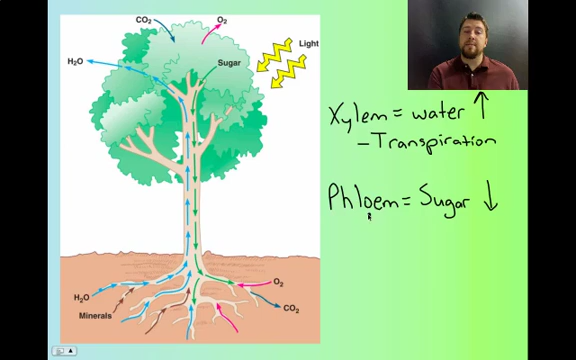 CO2
O2
Light
H2O
Sugar
Xylem = water ↑
- Transpiration
Phloem = Sugar ↓
O2
H2O
CO2
Minerals